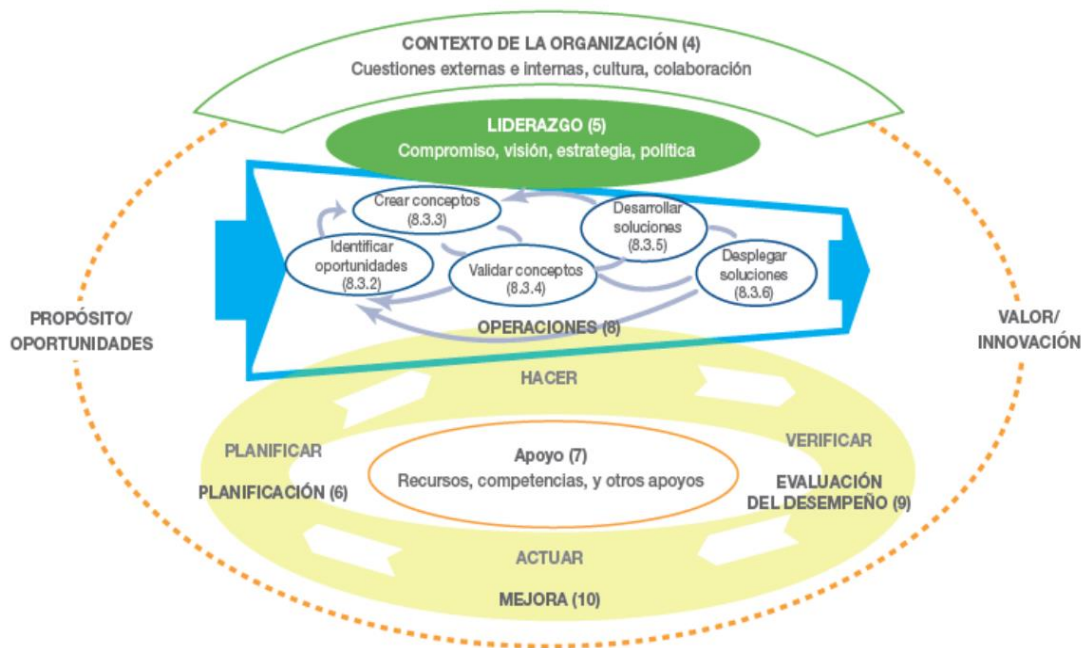 CONTEXTO DE LA ORGANIZACIÓN (4)
Cuestiones externas e internas, cultura, colaboración
LIDERAZGO (5)
Compromiso, visión, estrategia, política
Crear conceptos
(8.3.3)
Desarrollar
soluciones
(8.3.5)
Identificar
oportunidades
(8.3.2)
Validar conceptos
(8.3.4)
Desplegar
soluciones
(8.3.6)
PROPÓSITO/
OPORTUNIDADES
VALOR/
INNOVACIÓN
OPERACIONES (8)
HACER
PLANIFICAR
PLANIFICACIÓN (6)
Apoyo (7)
Recursos, competencias, y otros apoyos
VERIFICAR
EVALUACIÓN
DEL DESEMPEÑO (9)
ACTUAR
MEJORA (10)